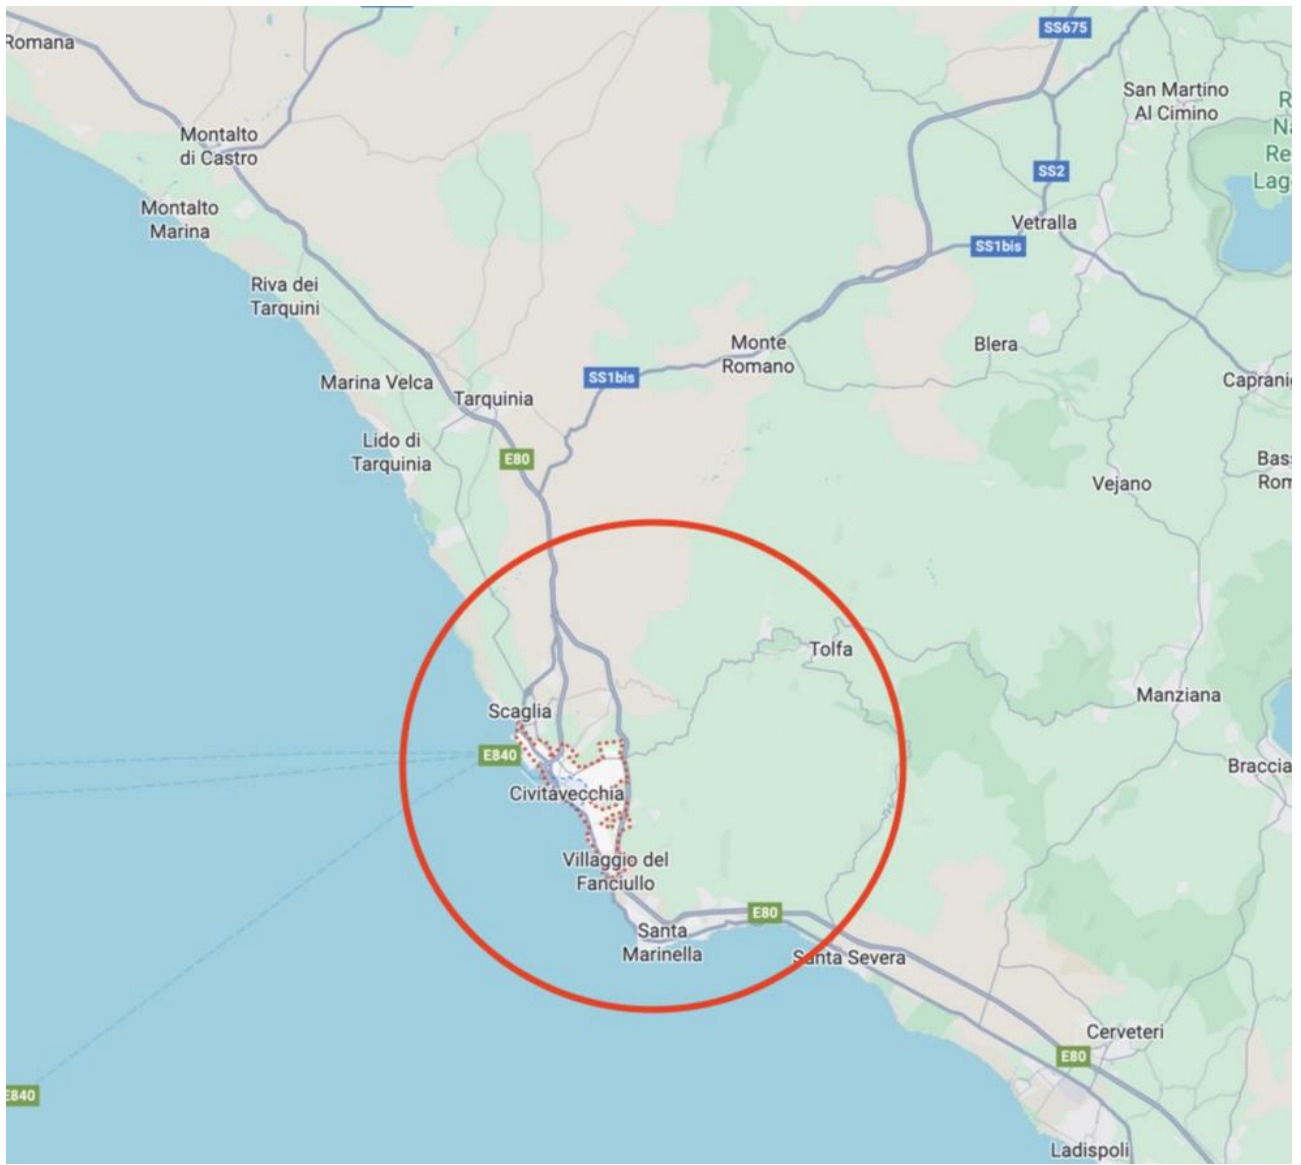 SS675
Romana
San Martino
Al Cimino
Montalto
di Castro
SS2
Montalto
Marina
Vetralla
SS1bis
Riva dei
Tarquini
Monte
Romano
Blera
SS1bis
Marina Velca
Tarquinia
Lido di
Tarquinia
E80
Vejano
Tolfa
Manziana
Scaglia
E840
Civitavecchia
Villaggio del
Fanciullo
E80
Santa
Marinella
Santa Severa
Cerveteri
E80
E840
Ladispoli